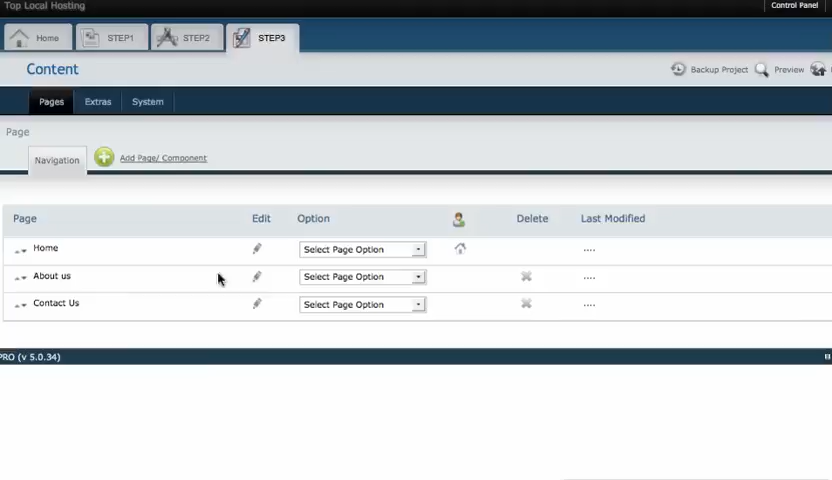 Top Local Hosting Control Panel
Home STEP1 STEP2 STEP3
Content Backup Project Preview
Pages Extras System
Page
Navigation Add Page/ Component
Page Edit Option Delete Last Modified
Home Select Page Option ....
About us Select Page Option ....
Contact Us Select Page Option ....
PRO (v 5.0.34)